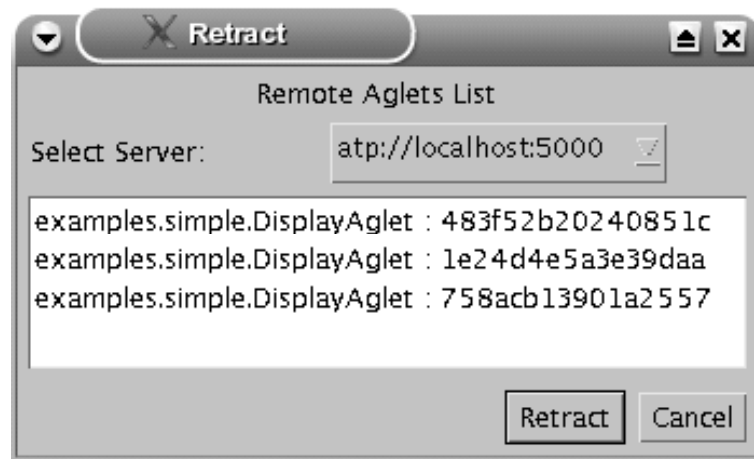 Retract
Remote Aglets List
Select Server: atp://localhost:5000
examples.simple.DisplayAglet : 483f52b20240851c
examples.simple.DisplayAglet : 1e24d4e5a3e39daa
examples.simple.DisplayAglet : 758acb13901a2557
Retract Cancel